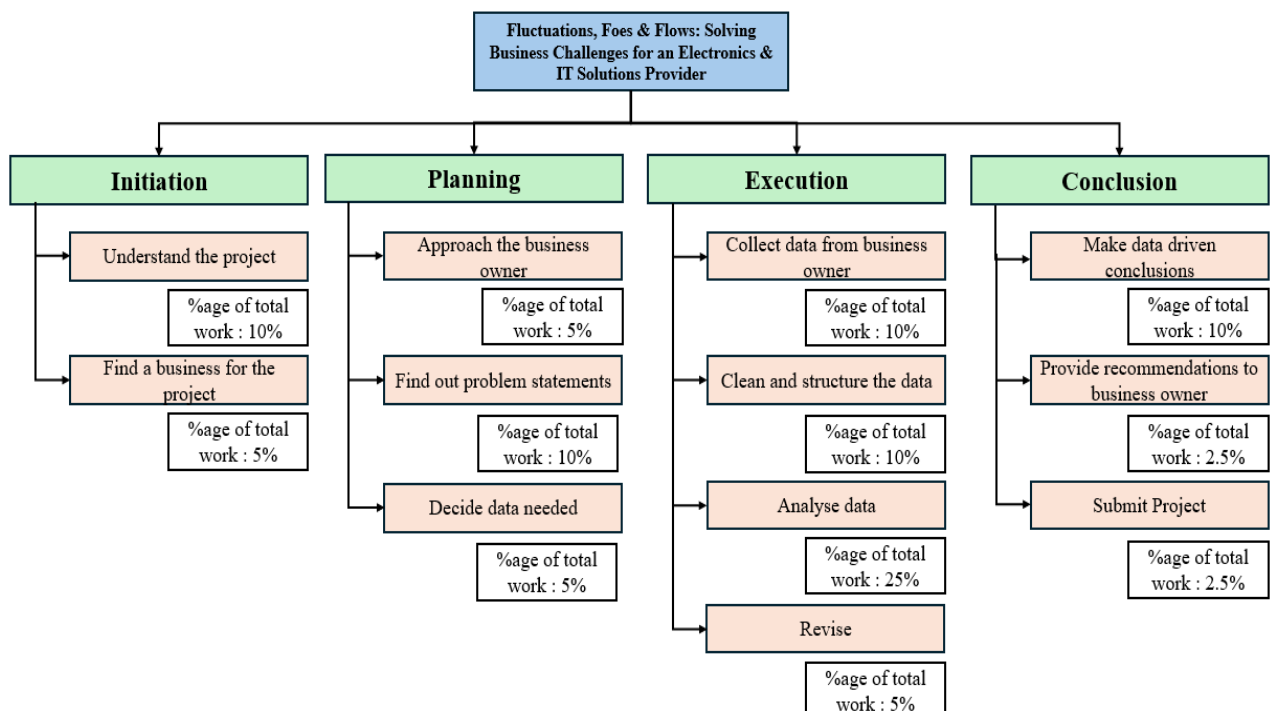 Fluctuations, Foes & Flows: Solving
Business Challenges for an Electronics &
IT Solutions Provider
Initiation
Understand the project
%age of total
work : 10%
Find a business for the
project
%age of total
work : 5%
Planning
Approach the business
owner
%age of total
work : 5%
Find out problem statements
%age of total
work : 10%
Decide data needed
%age of total
work : 5%
Execution
Collect data from business
owner
%age of total
work : 10%
Clean and structure the data
%age of total
work : 10%
Analyse data
%age of total
work : 25%
Revise
%age of total
work : 5%
Conclusion
Make data driven
conclusions
%age of total
work : 10%
Provide recommendations to
business owner
%age of total
work : 2.5%
Submit Project
%age of total
work : 2.5%